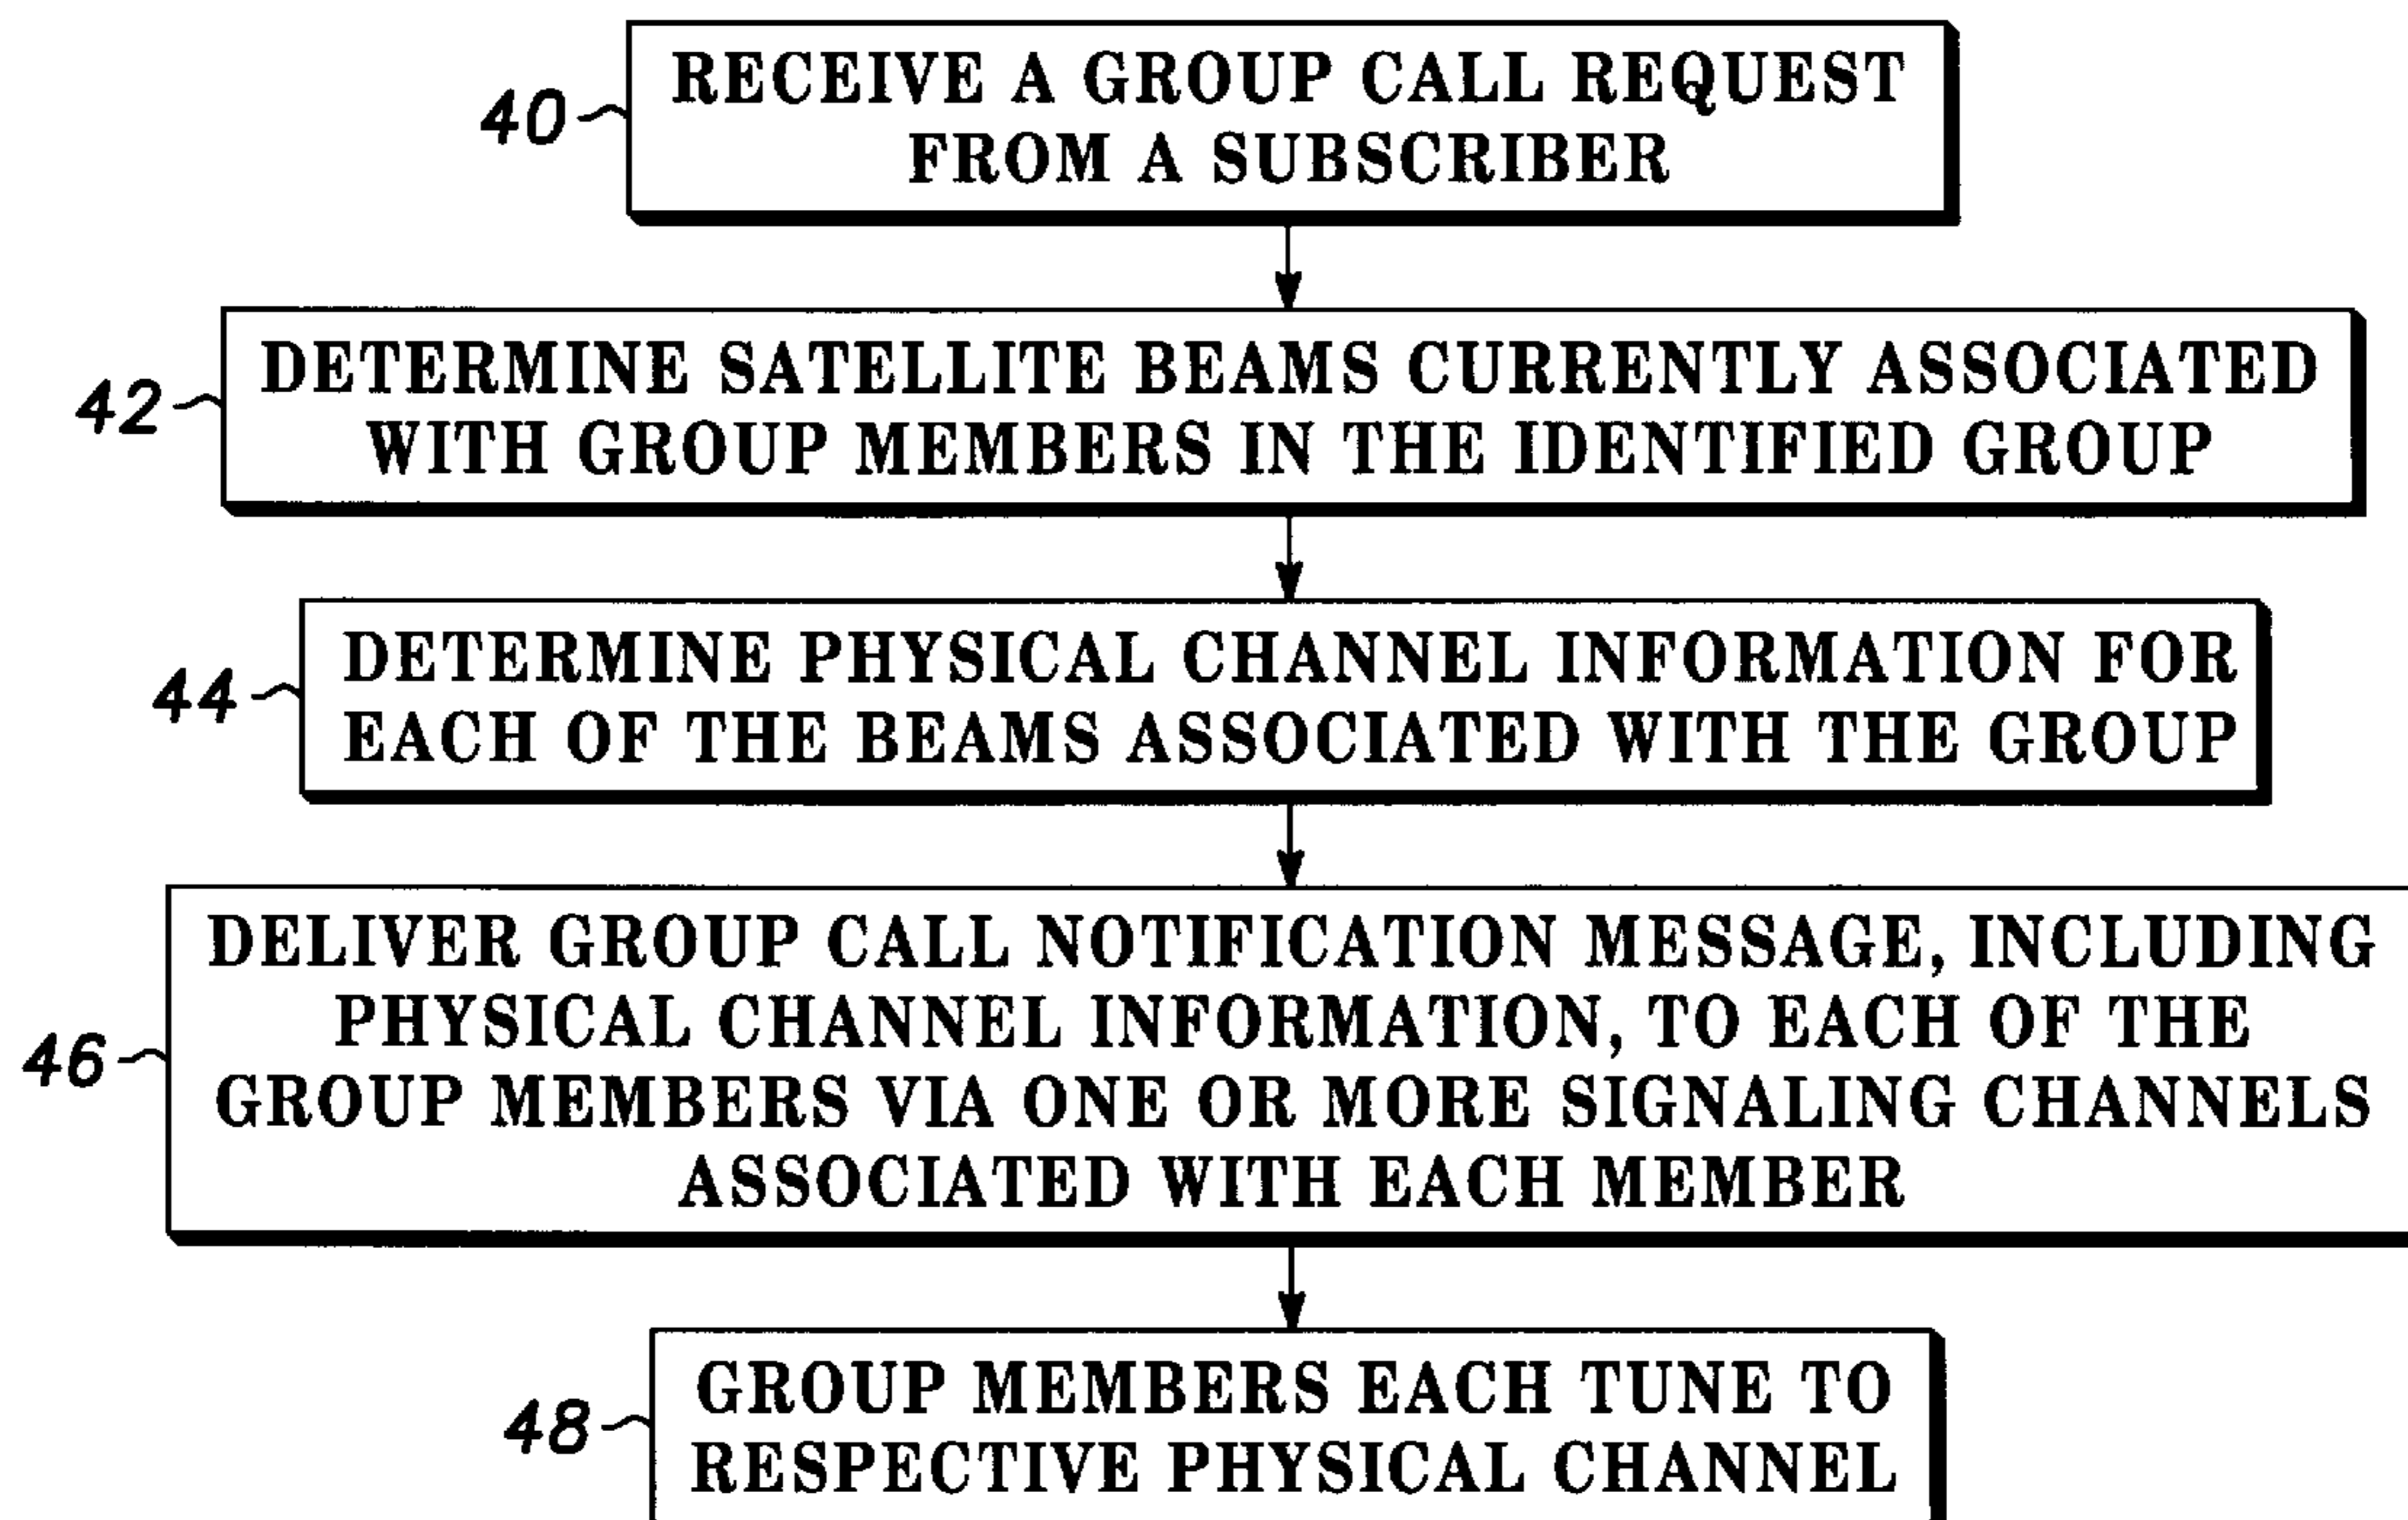 40
RECEIVE A GROUP CALL REQUEST
FROM A SUBSCRIBER
42
DETERMINE SATELLITE BEAMS CURRENTLY ASSOCIATED
WITH GROUP MEMBERS IN THE IDENTIFIED GROUP
44
DETERMINE PHYSICAL CHANNEL INFORMATION FOR
EACH OF THE BEAMS ASSOCIATED WITH THE GROUP
46
DELIVER GROUP CALL NOTIFICATION MESSAGE, INCLUDING
PHYSICAL CHANNEL INFORMATION, TO EACH OF THE
GROUP MEMBERS VIA ONE OR MORE SIGNALING CHANNELS
ASSOCIATED WITH EACH MEMBER
48
GROUP MEMBERS EACH TUNE TO
RESPECTIVE PHYSICAL CHANNEL